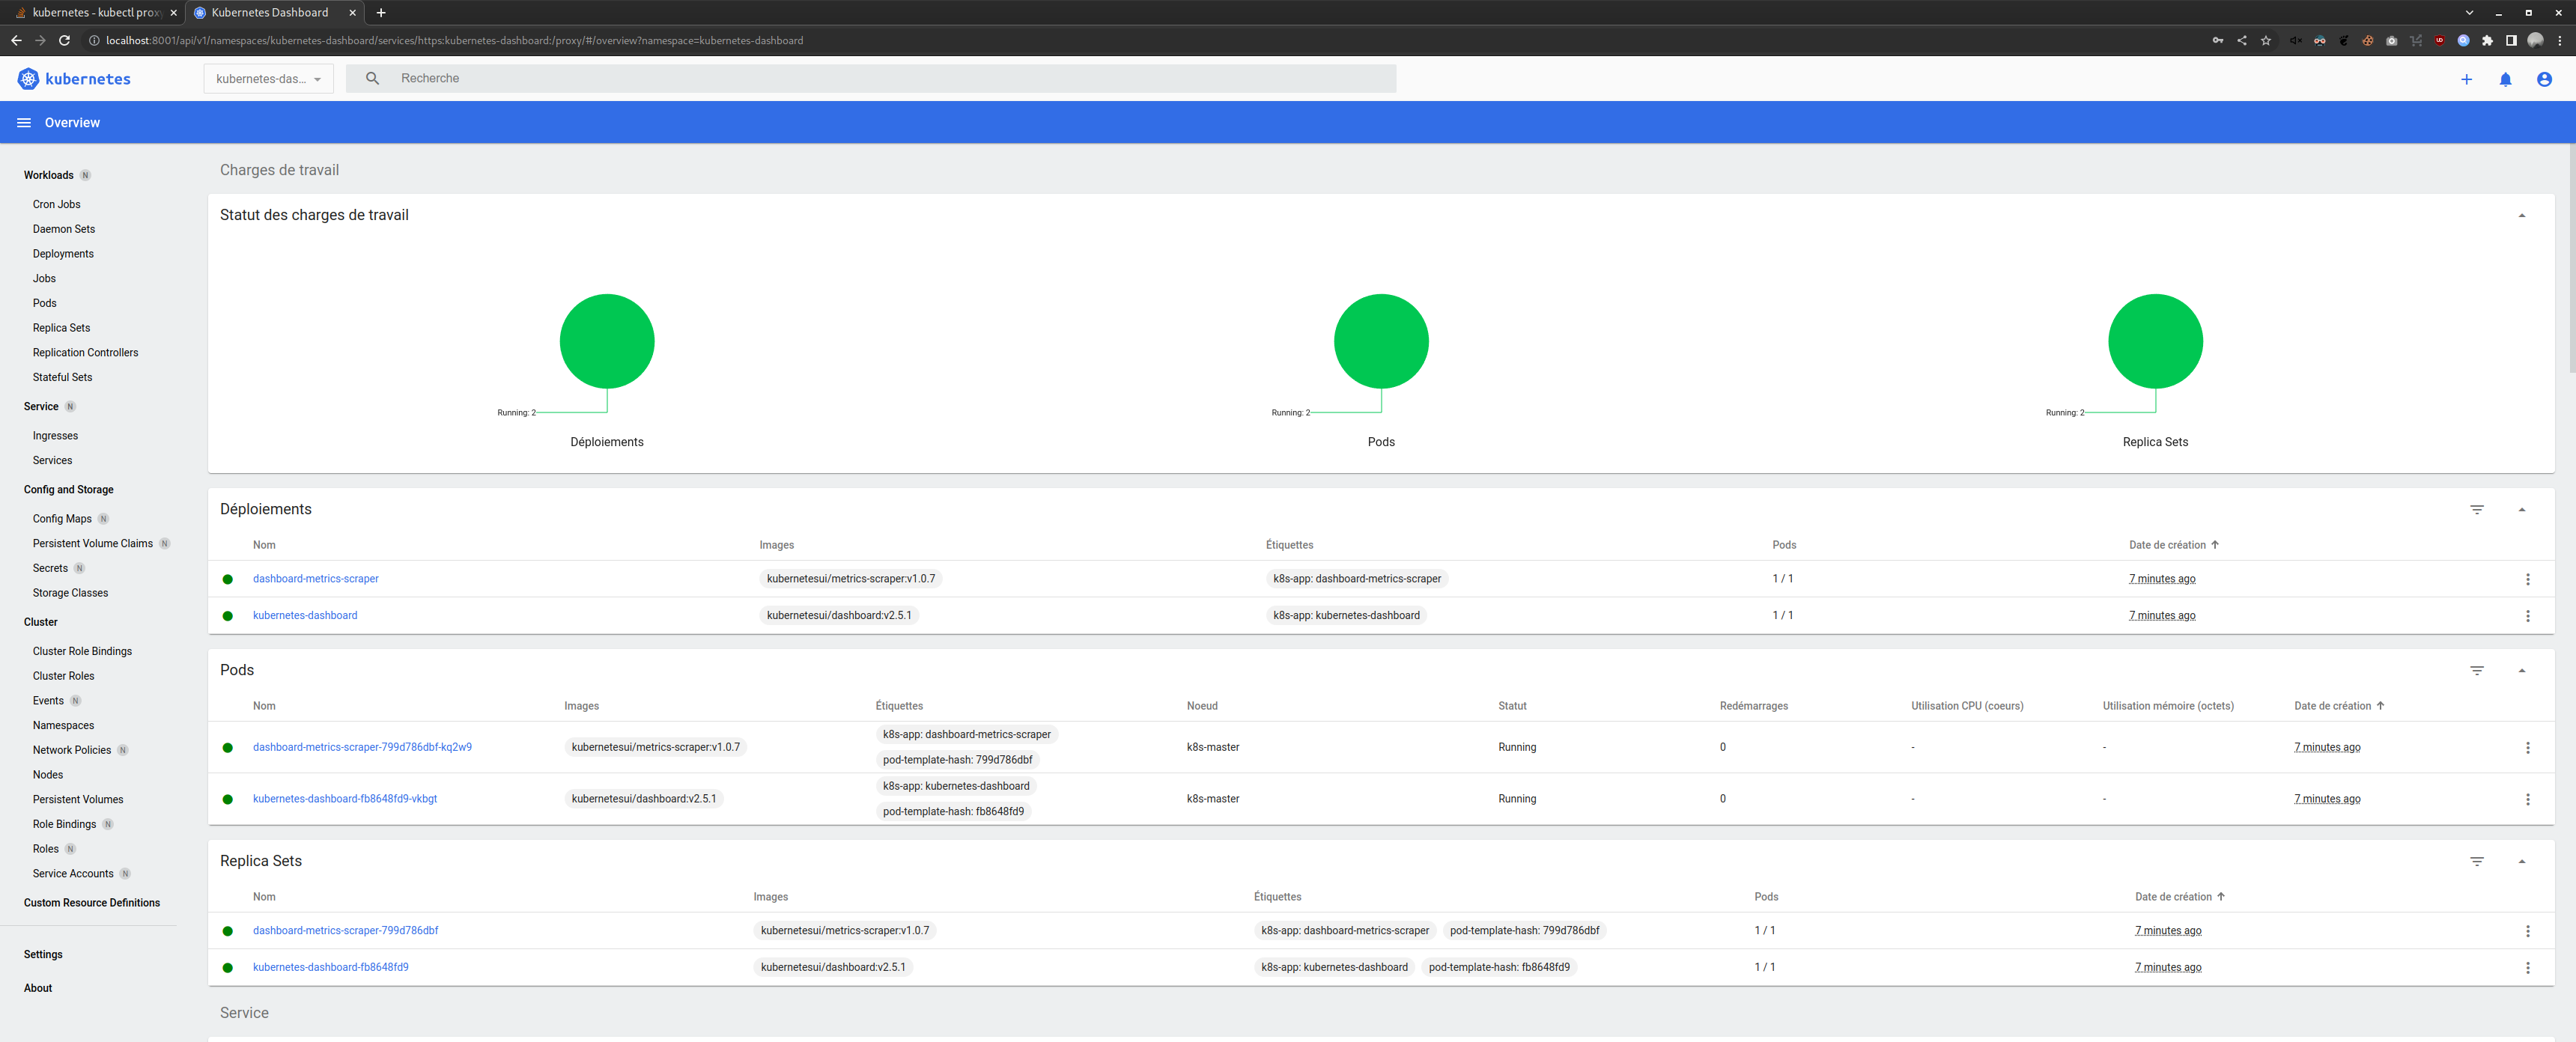 kubernetes - kubectl prox
Kubernetes Dashboard
localhost:8001/api/v1/namespaces/kubernetes-dashboard/services/https:kubernetes-dashboard:/proxy/#/overview?namespace=kubernetes-dashboard
kubernetes
kubernetes-das...
Recherche
Overview
Workloads N
Cron Jobs
Daemon Sets
Deployments
Jobs
Pods
Replica Sets
Replication Controllers
Stateful Sets
Service N
Ingresses
Services
Config and Storage
Config Maps N
Persistent Volume Claims N
Secrets N
Storage Classes
Cluster
Cluster Role Bindings
Cluster Roles
Events N
Namespaces
Network Policies N
Nodes
Persistent Volumes
Role Bindings N
Roles N
Service Accounts N
Custom Resource Definitions
Settings
About
Charges de travail
Statut des charges de travail
Running: 2
Déploiements
Running: 2
Pods
Running: 2
Replica Sets
Déploiements
Nom Images Étiquettes Pods Date de création
dashboard-metrics-scraper kubernetesui/metrics-scraper:v1.0.7 k8s-app: dashboard-metrics-scraper 1 / 1 7 minutes ago
kubernetes-dashboard kubernetesui/dashboard:v2.5.1 k8s-app: kubernetes-dashboard 1 / 1 7 minutes ago
Pods
Nom Images Étiquettes Noeud Statut Redémarrages Utilisation CPU (coeurs) Utilisation mémoire (octets) Date de création
k8s-app: dashboard-metrics-scraper
dashboard-metrics-scraper-799d786dbf-kq2w9 kubernetesui/metrics-scraper:v1.0.7 k8s-master Running 0 - - 7 minutes ago
pod-template-hash: 799d786dbf
k8s-app: kubernetes-dashboard
kubernetes-dashboard-fb8648fd9-vkbgt kubernetesui/dashboard:v2.5.1 k8s-master Running 0 - - 7 minutes ago
pod-template-hash: fb8648fd9
Replica Sets
Nom Images Étiquettes Pods Date de création
dashboard-metrics-scraper-799d786dbf kubernetesui/metrics-scraper:v1.0.7 k8s-app: dashboard-metrics-scraper pod-template-hash: 799d786dbf 1 / 1 7 minutes ago
kubernetes-dashboard-fb8648fd9 kubernetesui/dashboard:v2.5.1 k8s-app: kubernetes-dashboard pod-template-hash: fb8648fd9 1 / 1 7 minutes ago
Service